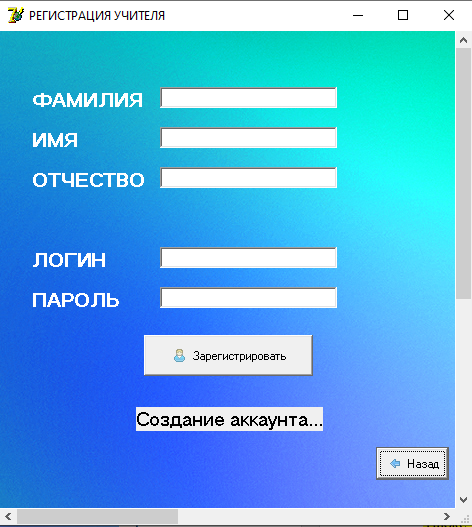 РЕГИСТРАЦИЯ УЧИТЕЛЯ
ФАМИЛИЯ
ИМЯ
ОТЧЕСТВО
ЛОГИН
ПАРОЛЬ
Зарегистрировать
Создание аккаунта...
Назад